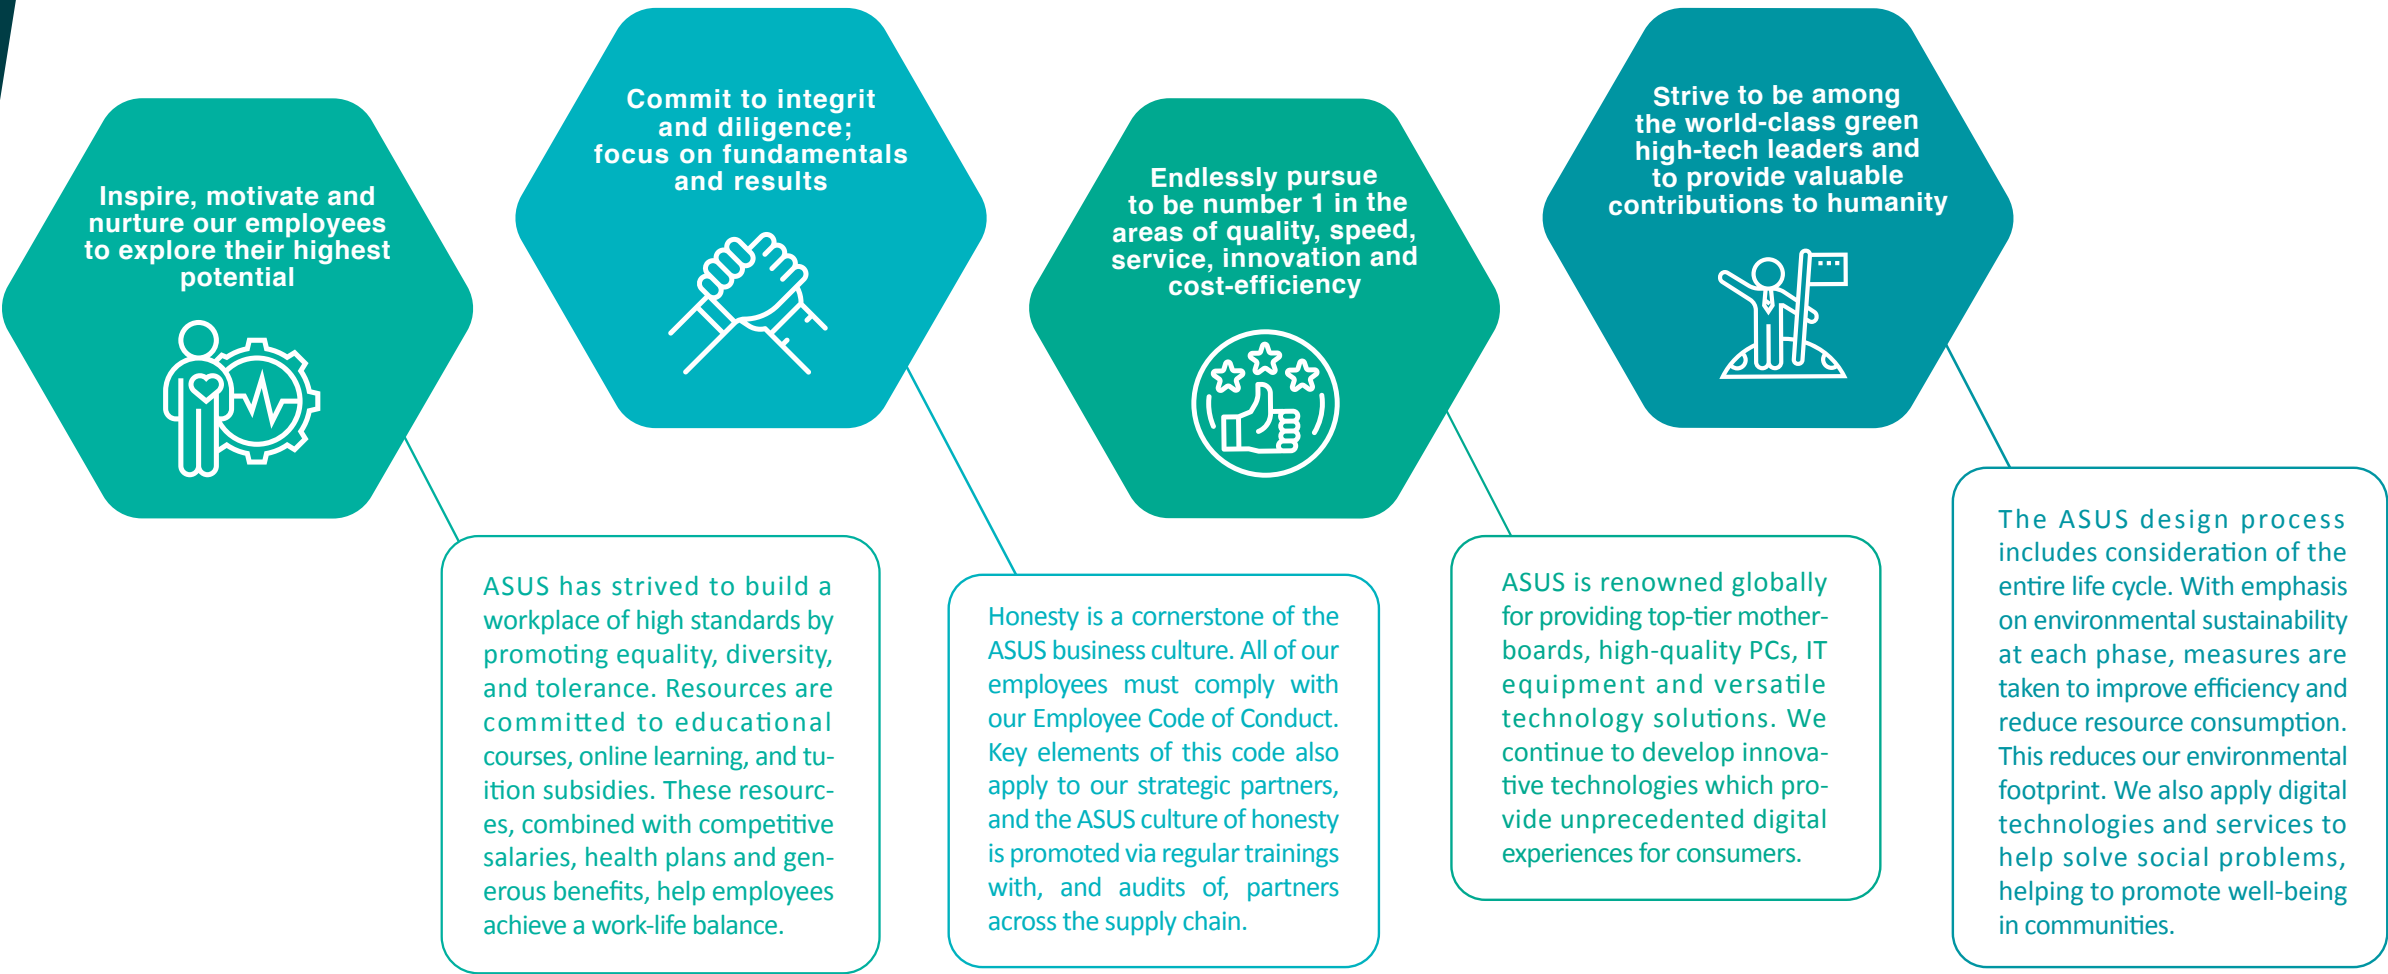 Inspire, motivate and
nurture our employees
to explore their highest
potential
Commit to integrit
and diligence;
focus on fundamentals
and results
Endlessly pursue
to be number 1 in the
areas of quality, speed,
service, innovation and
cost-efficiency
Strive to be among
the world-class green
high-tech leaders and
to provide valuable
contributions to humanity
ASUS has strived to build a
workplace of high standards by
promoting equality, diversity,
and tolerance. Resources are
committed to educational
courses, online learning, and tu-
ition subsidies. These resourc-
es, combined with competitive
salaries, health plans and gen-
erous benefits, help employees
achieve a work-life balance.
Honesty is a cornerstone of the
ASUS business culture. All of our
employees must comply with
our Employee Code of Conduct.
Key elements of this code also
apply to our strategic partners,
and the ASUS culture of honesty
is promoted via regular trainings
with, and audits of, partners
across the supply chain.
ASUS is renowned globally
for providing top-tier mother-
boards, high-quality PCs, IT
equipment and versatile
technology solutions. We
continue to develop innova-
tive technologies which pro-
vide unprecedented digital
experiences for consumers.
The ASUS design process
includes consideration of the
entire life cycle. With emphasis
on environmental sustainability
at each phase, measures are
taken to improve efficiency and
reduce resource consumption.
This reduces our environmental
footprint. We also apply digital
technologies and services to
help solve social problems,
helping to promote well-being
in communities.